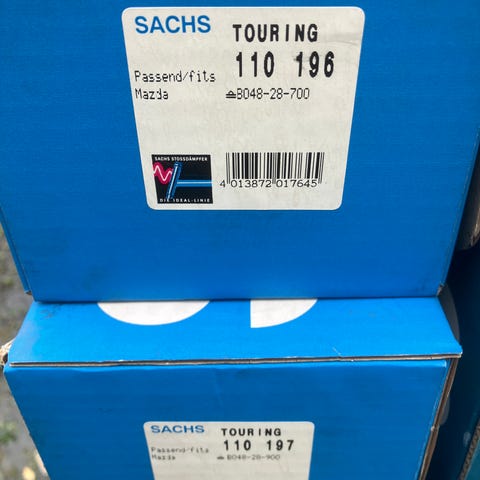 SACHS TOURING
110 196
Passend/fits
Mazda ≙B048-28-700
SACHS STOSSDÄMPFER
DIE IDEAL-LINIE
4 013872 017645
SACHS TOURING
Passend/fits 110 197
Mazda ≙ B048-28-900